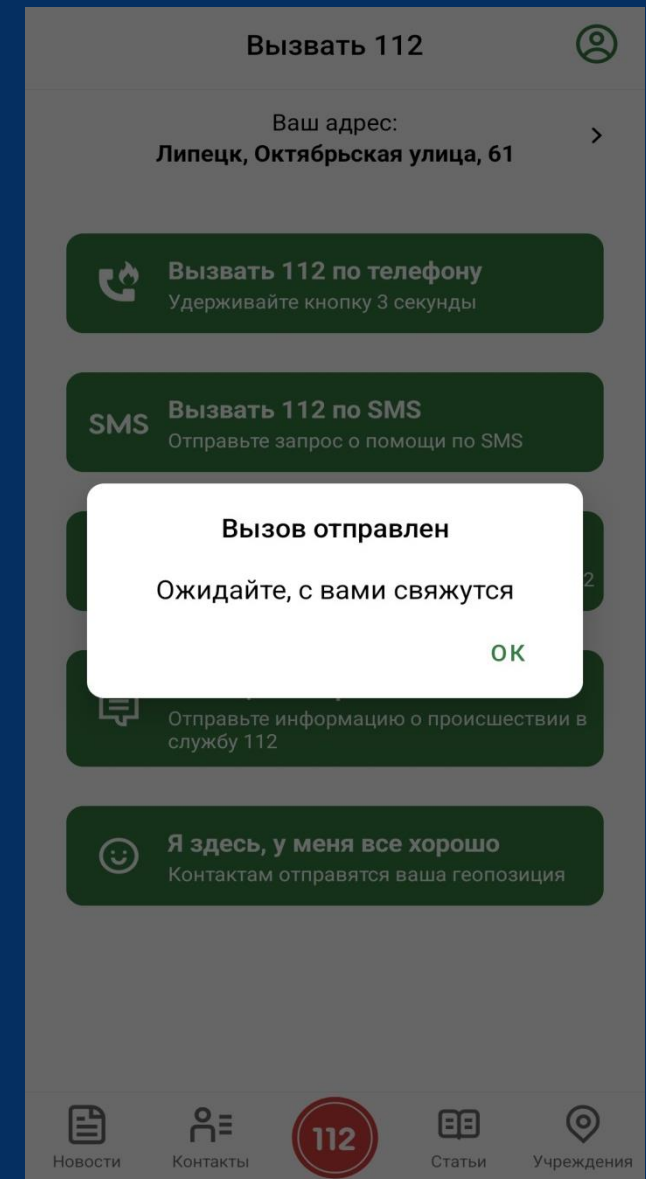 Вызвать 112
Ваш адрес:
Липецк, Октябрьская улица, 61
Вызвать 112 по телефону
Удерживайте кнопку 3 секунды
SMS
Вызвать 112 по SMS
Отправьте запрос о помощи по SMS
Вызов отправлен
Ожидайте, с вами свяжутся
2
ОК
Отправьте информацию о происшествии в
службу 112
Я здесь, у меня все хорошо
Контактам отправятся ваша геопозиция
112
Новости
Контакты
Статьи
Учреждения